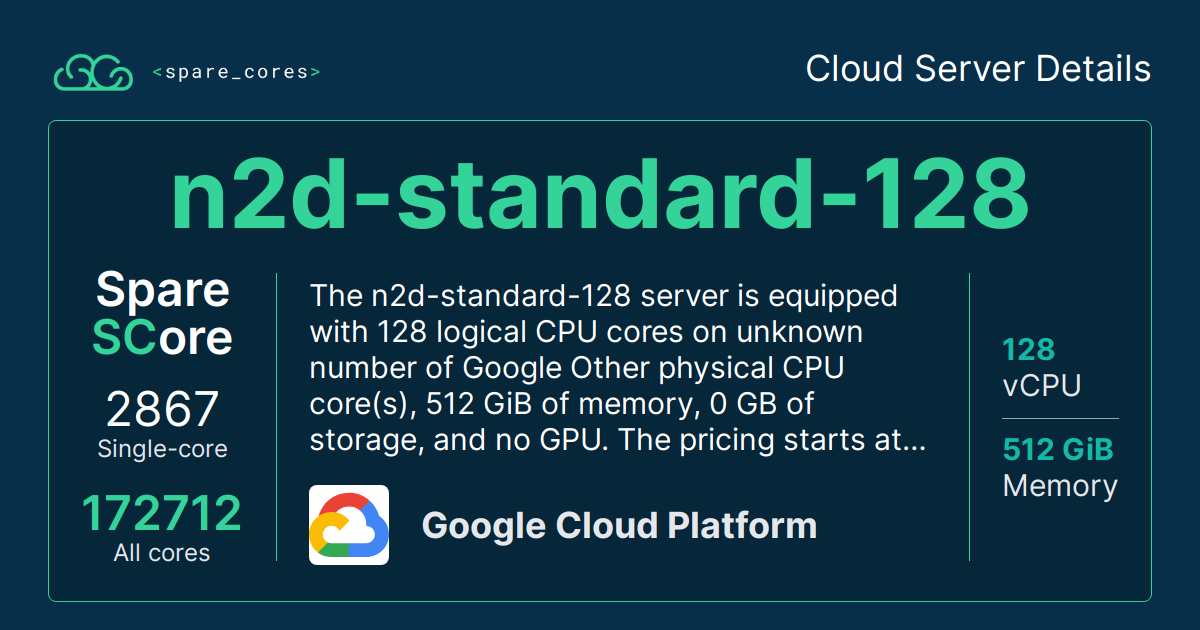 <spare_cores>
Cloud Server Details
n2d-standard-128
Spare
SCore
2867
Single-core
172712
All cores
The n2d-standard-128 server is equipped
with 128 logical CPU cores on unknown
number of Google Other physical CPU
core(s), 512 GiB of memory, 0 GB of
storage, and no GPU. The pricing starts at...
Google Cloud Platform
128
vCPU
512 GiB
Memory